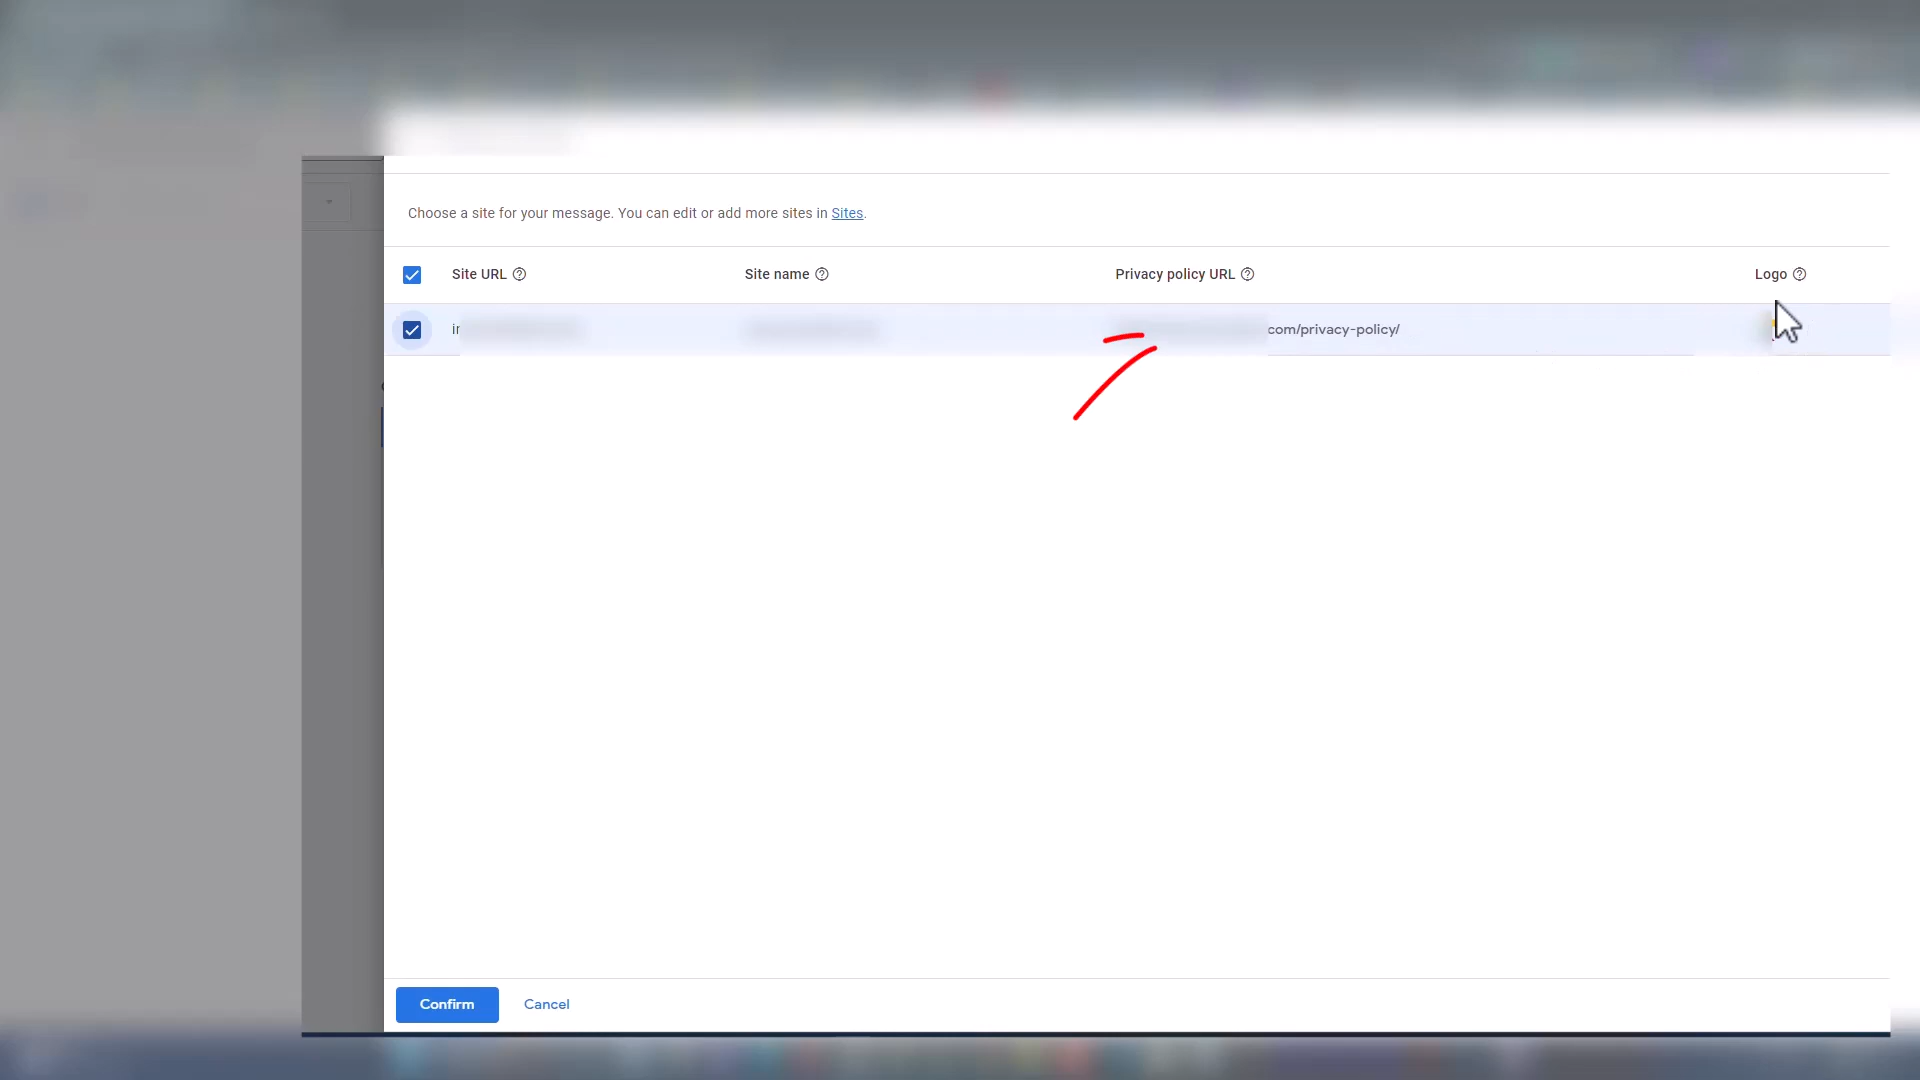 Choose a site for your message. You can edit or add more sites in Sites.
Site URL Site name Privacy policy URL Logo
com/privacy-policy/
Confirm Cancel